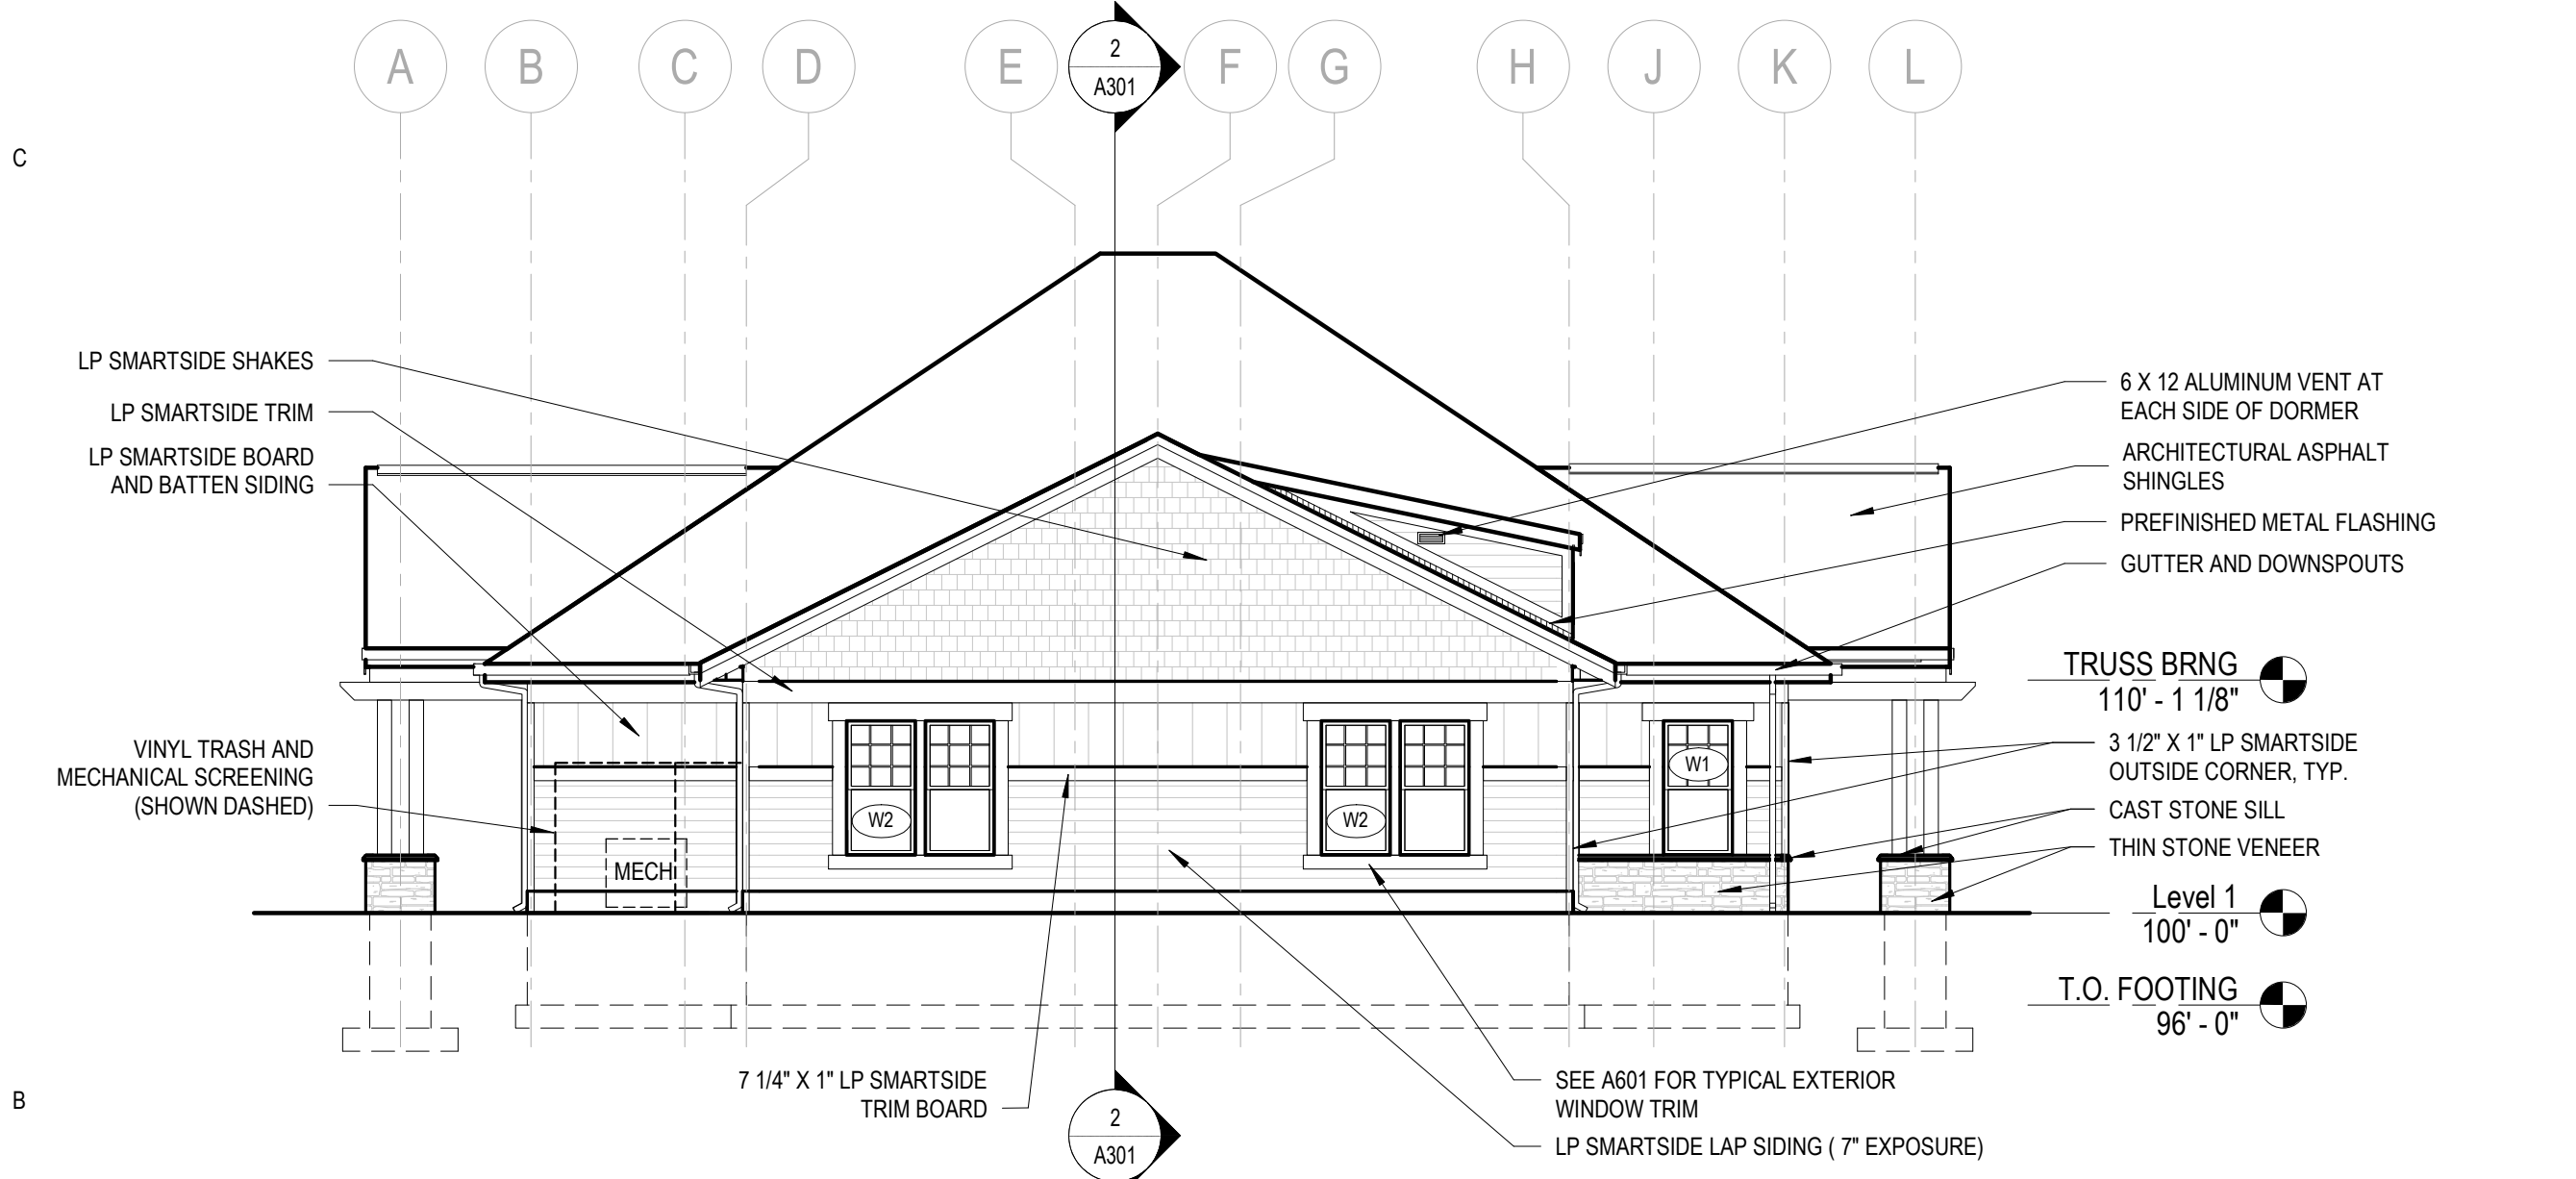 A B C D E 2 F G H J K L
A301
C
LP SMARTSIDE SHAKES
LP SMARTSIDE TRIM
LP SMARTSIDE BOARD
AND BATTEN SIDING
VINYL TRASH AND
MECHANICAL SCREENING
(SHOWN DASHED)
6 X 12 ALUMINUM VENT AT
EACH SIDE OF DORMER
ARCHITECTURAL ASPHALT
SHINGLES
PREFINISHED METAL FLASHING
GUTTER AND DOWNSPOUTS
TRUSS BRNG
110' - 1 1/8"
3 1/2" X 1" LP SMARTSIDE
OUTSIDE CORNER, TYP.
CAST STONE SILL
THIN STONE VENEER
Level 1
100' - 0"
T.O. FOOTING
96' - 0"
W1
W2
W2
MECH
7 1/4" X 1" LP SMARTSIDE
TRIM BOARD
SEE A601 FOR TYPICAL EXTERIOR
WINDOW TRIM
LP SMARTSIDE LAP SIDING ( 7" EXPOSURE)
B
2
A301